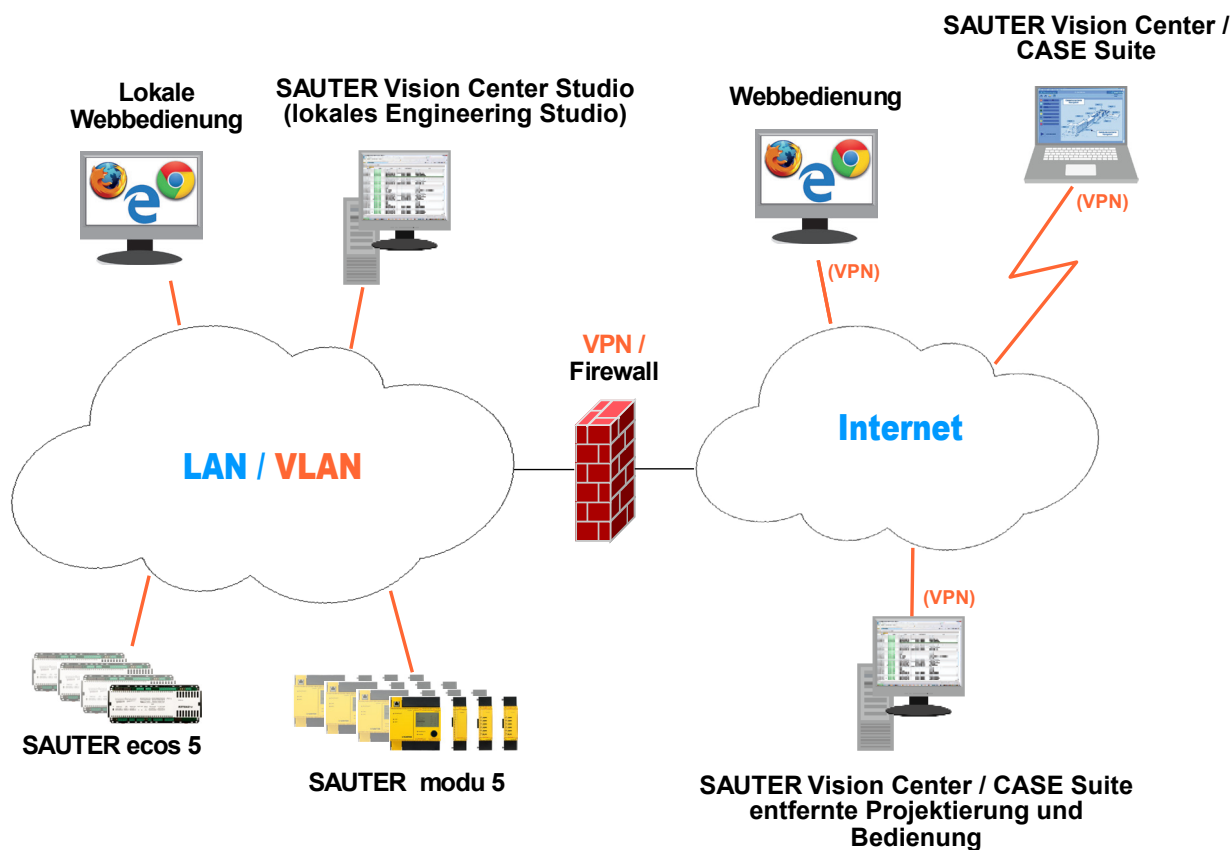 SAUTER Vision Center /
CASE Suite
Lokale
Webbedienung
SAUTER Vision Center Studio
(lokales Engineering Studio)
Webbedienung
(VPN)
(VPN)
VPN /
Firewall
LAN / VLAN
Internet
(VPN)
SAUTER ecos 5
SAUTER modu 5
SAUTER Vision Center / CASE Suite
entfernte Projektierung und
Bedienung